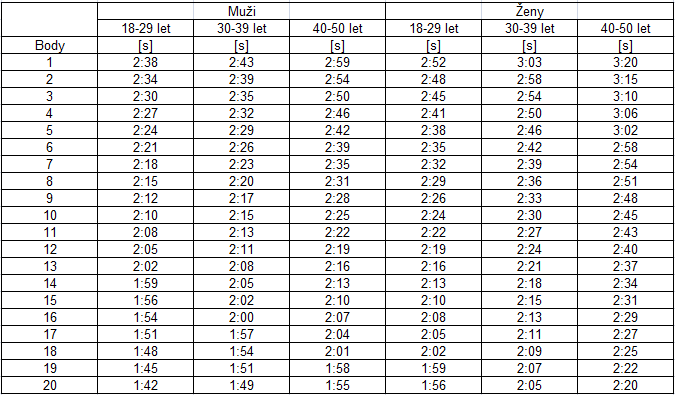 Muži Ženy
18-29 let 30-39 let 40-50 let 18-29 let 30-39 let 40-50 let
Body [s] [s] [s] [s] [s] [s]
1 2:38 2:43 2:59 2:52 3:03 3:20
2 2:34 2:39 2:54 2:48 2:58 3:15
3 2:30 2:35 2:50 2:45 2:54 3:10
4 2:27 2:32 2:46 2:41 2:50 3:06
5 2:24 2:29 2:42 2:38 2:46 3:02
6 2:21 2:26 2:39 2:35 2:42 2:58
7 2:18 2:23 2:35 2:32 2:39 2:54
8 2:15 2:20 2:31 2:29 2:36 2:51
9 2:12 2:17 2:28 2:26 2:33 2:48
10 2:10 2:15 2:25 2:24 2:30 2:45
11 2:08 2:13 2:22 2:22 2:27 2:43
12 2:05 2:11 2:19 2:19 2:24 2:40
13 2:02 2:08 2:16 2:16 2:21 2:37
14 1:59 2:05 2:13 2:13 2:18 2:34
15 1:56 2:02 2:10 2:10 2:15 2:31
16 1:54 2:00 2:07 2:08 2:13 2:29
17 1:51 1:57 2:04 2:05 2:11 2:27
18 1:48 1:54 2:01 2:02 2:09 2:25
19 1:45 1:51 1:58 1:59 2:07 2:22
20 1:42 1:49 1:55 1:56 2:05 2:20